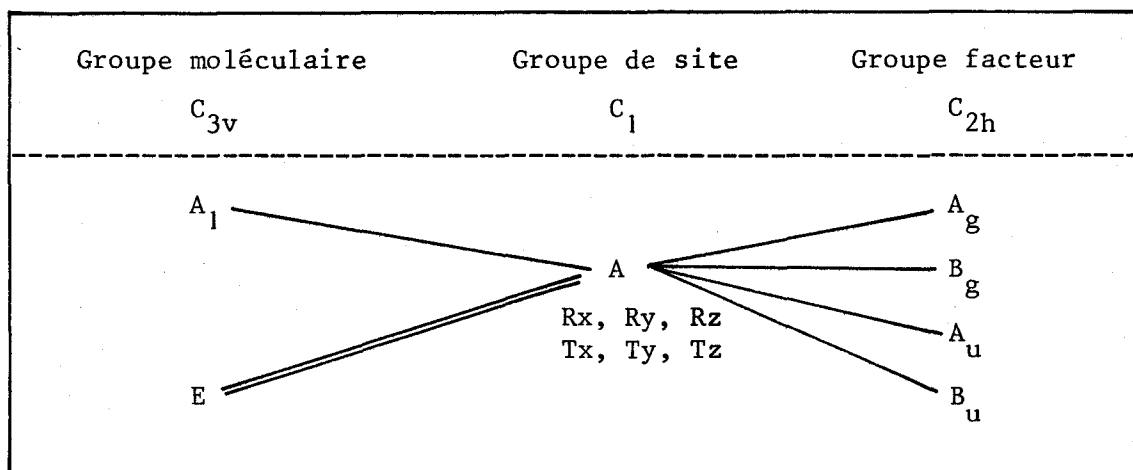 Groupe moléculaire Groupe de site Groupe facteur
C3v C1 C2h
A1 Ag
A Bg
Rx, Ry, Rz
Tx, Ty, Tz Au
E Bu